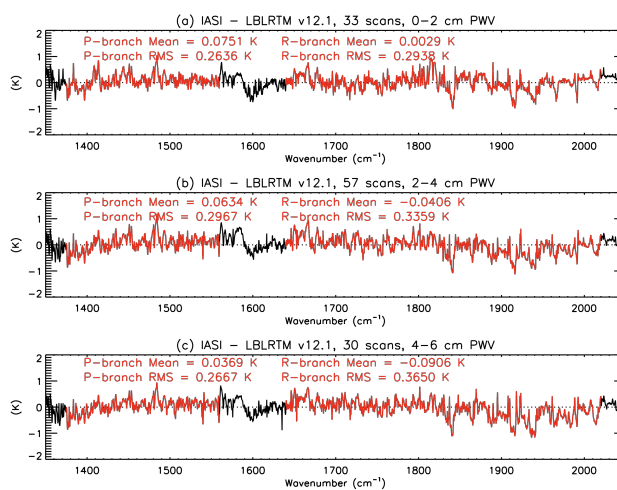 (a) IASI − LBLRTM v12.1, 33 scans, 0−2 cm PWV
P−branch Mean = 0.0751 K R−branch Mean = 0.0029 K
P−branch RMS = 0.2636 K R−branch RMS = 0.2938 K
2
1
0
−1
−2
(K)
1400 1500 1600 1700 1800 1900 2000
Wavenumber (cm⁻¹)
(b) IASI − LBLRTM v12.1, 57 scans, 2−4 cm PWV
P−branch Mean = 0.0634 K R−branch Mean = −0.0406 K
P−branch RMS = 0.2967 K R−branch RMS = 0.3359 K
2
1
0
−1
−2
(K)
1400 1500 1600 1700 1800 1900 2000
Wavenumber (cm⁻¹)
(c) IASI − LBLRTM v12.1, 30 scans, 4−6 cm PWV
P−branch Mean = 0.0369 K R−branch Mean = −0.0906 K
P−branch RMS = 0.2667 K R−branch RMS = 0.3650 K
2
1
0
−1
−2
(K)
1400 1500 1600 1700 1800 1900 2000
Wavenumber (cm⁻¹)